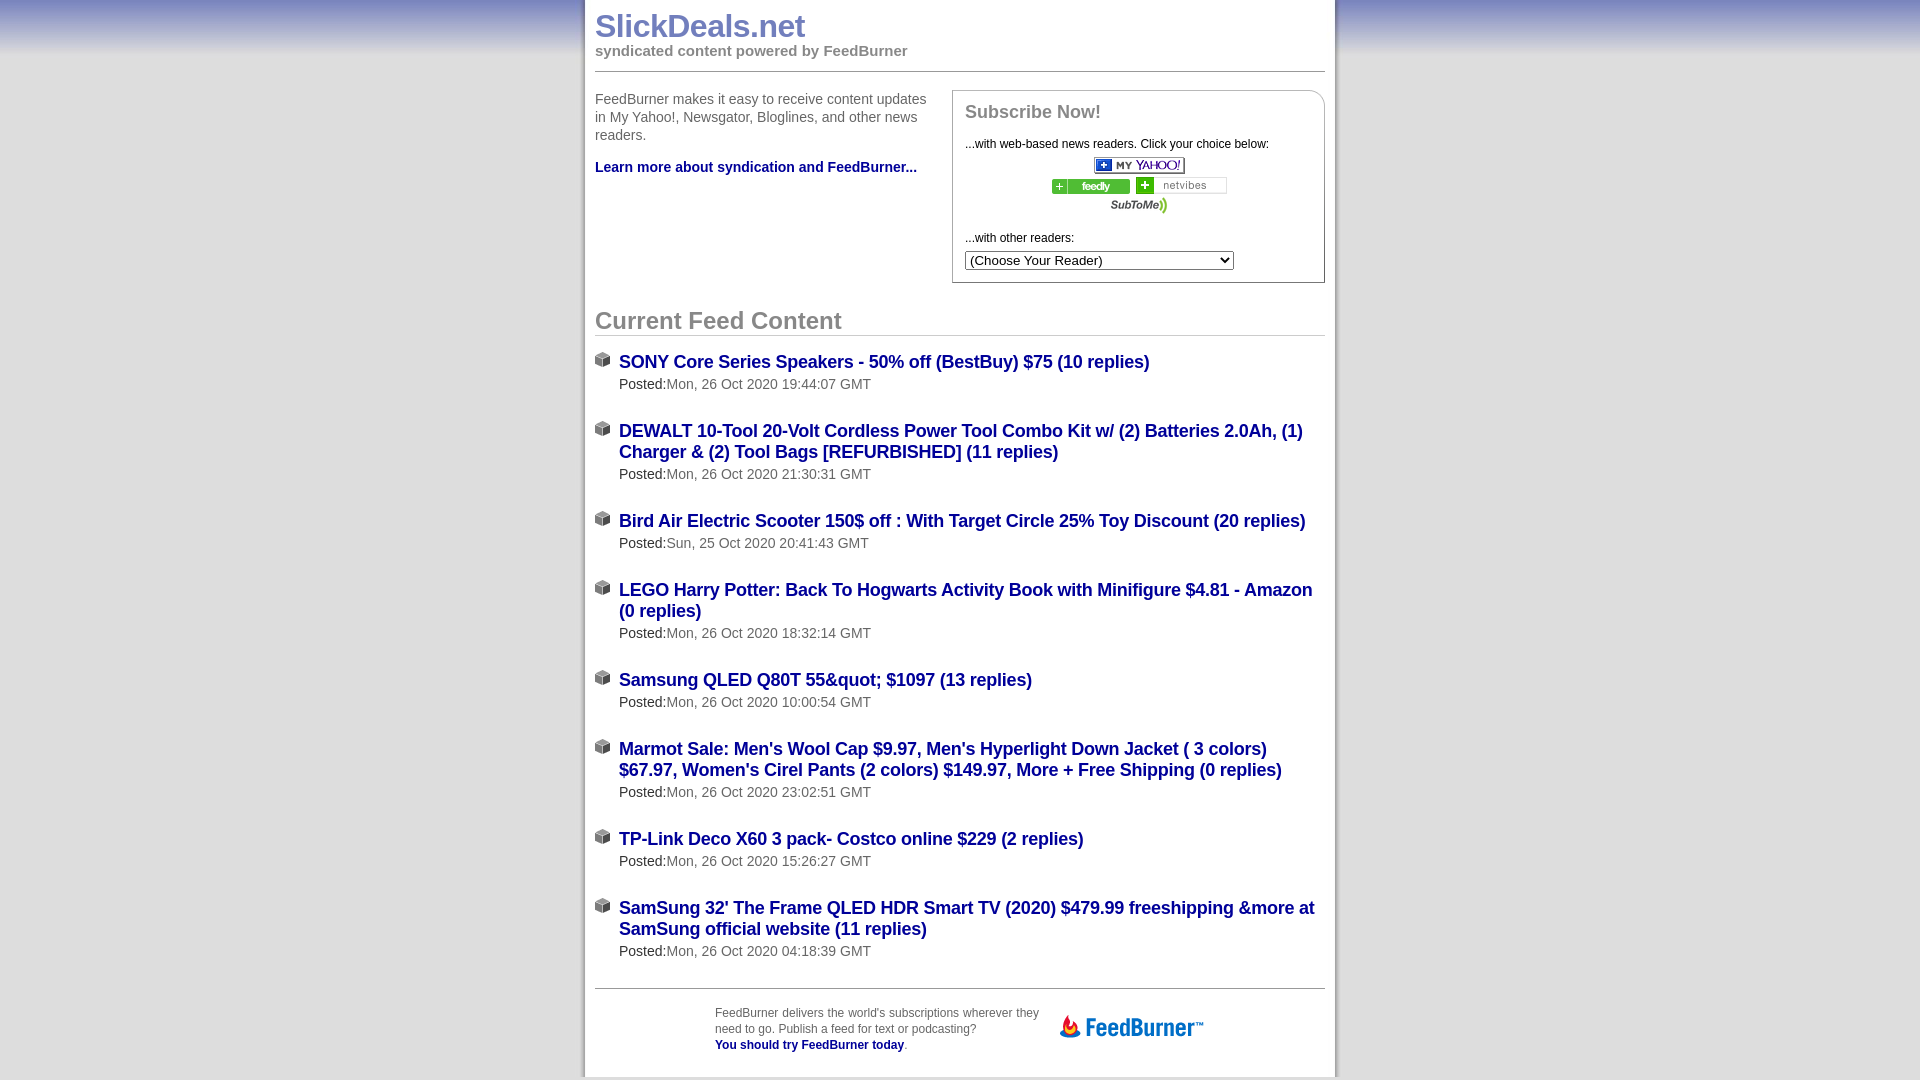 SlickDeals.net
syndicated content powered by FeedBurner
FeedBurner makes it easy to receive content updates
in My Yahoo!, Newsgator, Bloglines, and other news
readers.
Learn more about syndication and FeedBurner...
Subscribe Now!
...with web-based news readers. Click your choice below:
MY YAHOO!
feedly
netvibes
SubToMe
...with other readers:
(Choose Your Reader)
Current Feed Content
SONY Core Series Speakers - 50% off (BestBuy) $75 (10 replies)
Posted:Mon, 26 Oct 2020 19:44:07 GMT
DEWALT 10-Tool 20-Volt Cordless Power Tool Combo Kit w/ (2) Batteries 2.0Ah, (1)
Charger & (2) Tool Bags [REFURBISHED] (11 replies)
Posted:Mon, 26 Oct 2020 21:30:31 GMT
Bird Air Electric Scooter 150$ off : With Target Circle 25% Toy Discount (20 replies)
Posted:Sun, 25 Oct 2020 20:41:43 GMT
LEGO Harry Potter: Back To Hogwarts Activity Book with Minifigure $4.81 - Amazon
(0 replies)
Posted:Mon, 26 Oct 2020 18:32:14 GMT
Samsung QLED Q80T 55&quot; $1097 (13 replies)
Posted:Mon, 26 Oct 2020 10:00:54 GMT
Marmot Sale: Men's Wool Cap $9.97, Men's Hyperlight Down Jacket ( 3 colors)
$67.97, Women's Cirel Pants (2 colors) $149.97, More + Free Shipping (0 replies)
Posted:Mon, 26 Oct 2020 23:02:51 GMT
TP-Link Deco X60 3 pack- Costco online $229 (2 replies)
Posted:Mon, 26 Oct 2020 15:26:27 GMT
SamSung 32' The Frame QLED HDR Smart TV (2020) $479.99 freeshipping &more at
SamSung official website (11 replies)
Posted:Mon, 26 Oct 2020 04:18:39 GMT
FeedBurner delivers the world's subscriptions wherever they
need to go. Publish a feed for text or podcasting?
You should try FeedBurner today.
FeedBurner™